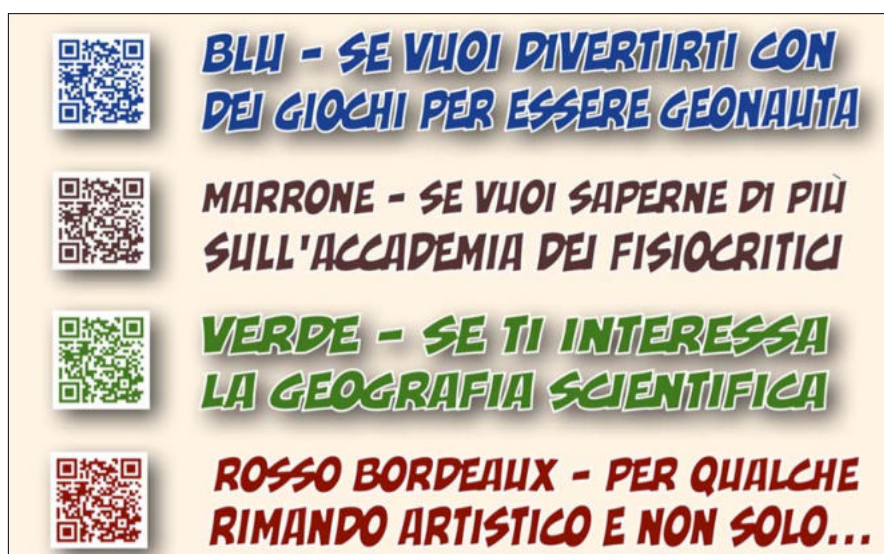 BLU - SE VUOI DIVERTIRTI CON
DEI GIOCHI PER ESSERE GEONAUTA
MARRONE - SE VUOI SAPERNE DI PIÙ
SULL'ACCADEMIA DEI FISIOCRITICI
VERDE - SE TI INTERESSA
LA GEOGRAFIA SCIENTIFICA
ROSSO BORDEAUX - PER QUALCHE
RIMANDO ARTISTICO E NON SOLO...